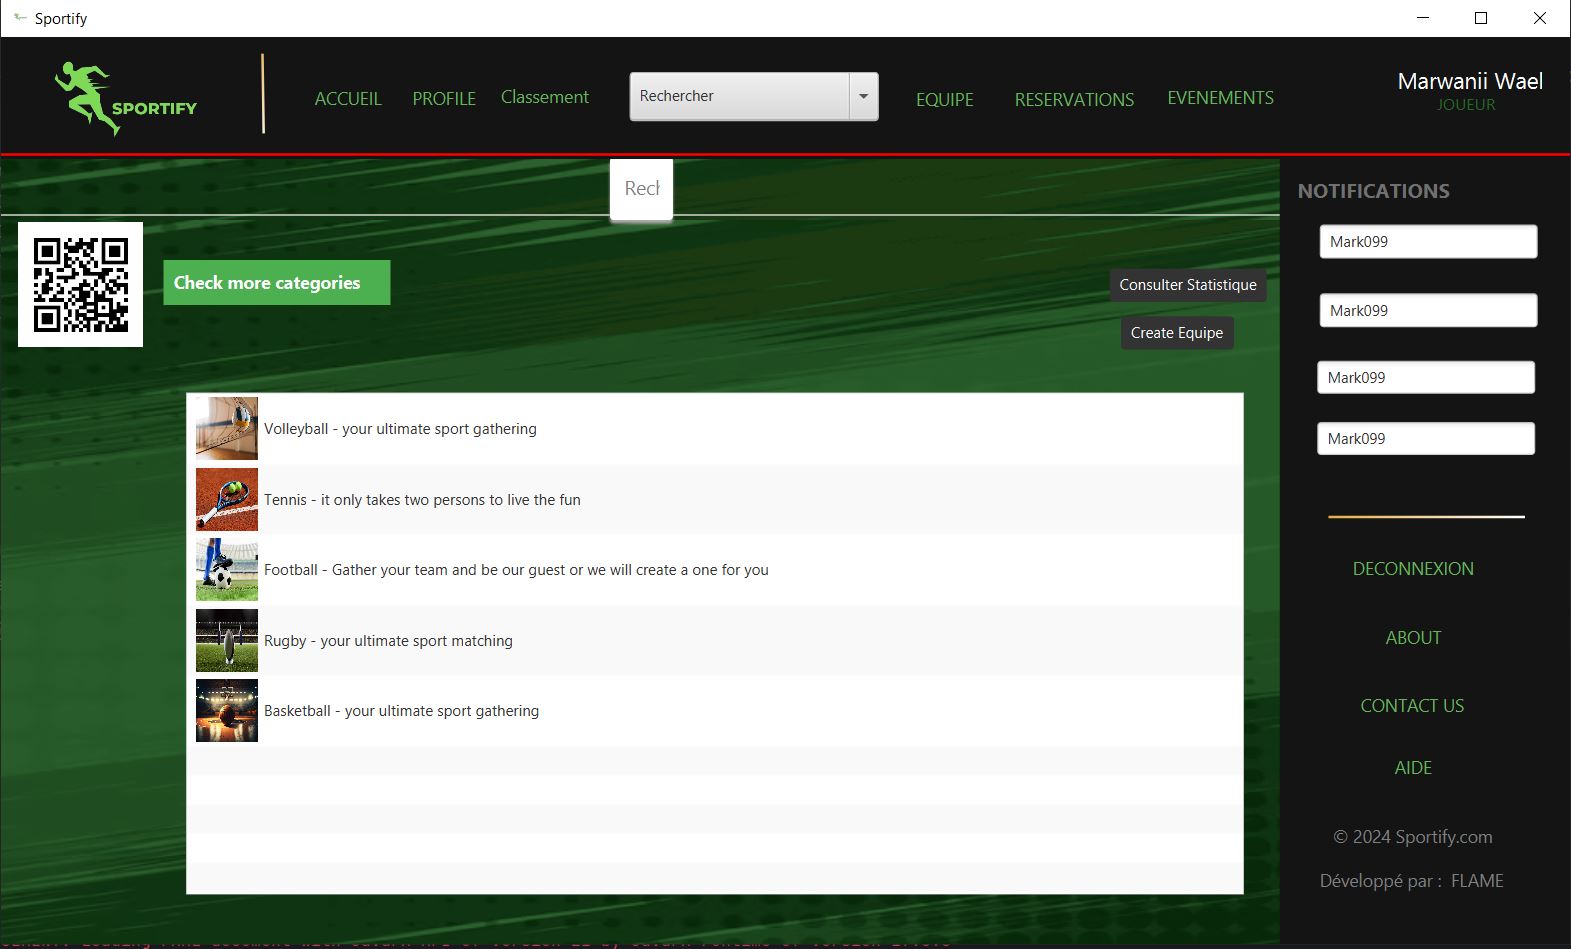 Sportify
SPORTIFY
ACCUEIL
PROFILE
Classement
Rechercher
EQUIPE
RESERVATIONS
EVENEMENTS
Marwanii Wael
JOUEUR
Rech
NOTIFICATIONS
Mark099
Mark099
Mark099
Mark099
Check more categories
Consulter Statistique
Create Equipe
Volleyball - your ultimate sport gathering
Tennis - it only takes two persons to live the fun
Football - Gather your team and be our guest or we will create a one for you
Rugby - your ultimate sport matching
Basketball - your ultimate sport gathering
DECONNEXION
ABOUT
CONTACT US
AIDE
© 2024 Sportify.com
Développé par : FLAME